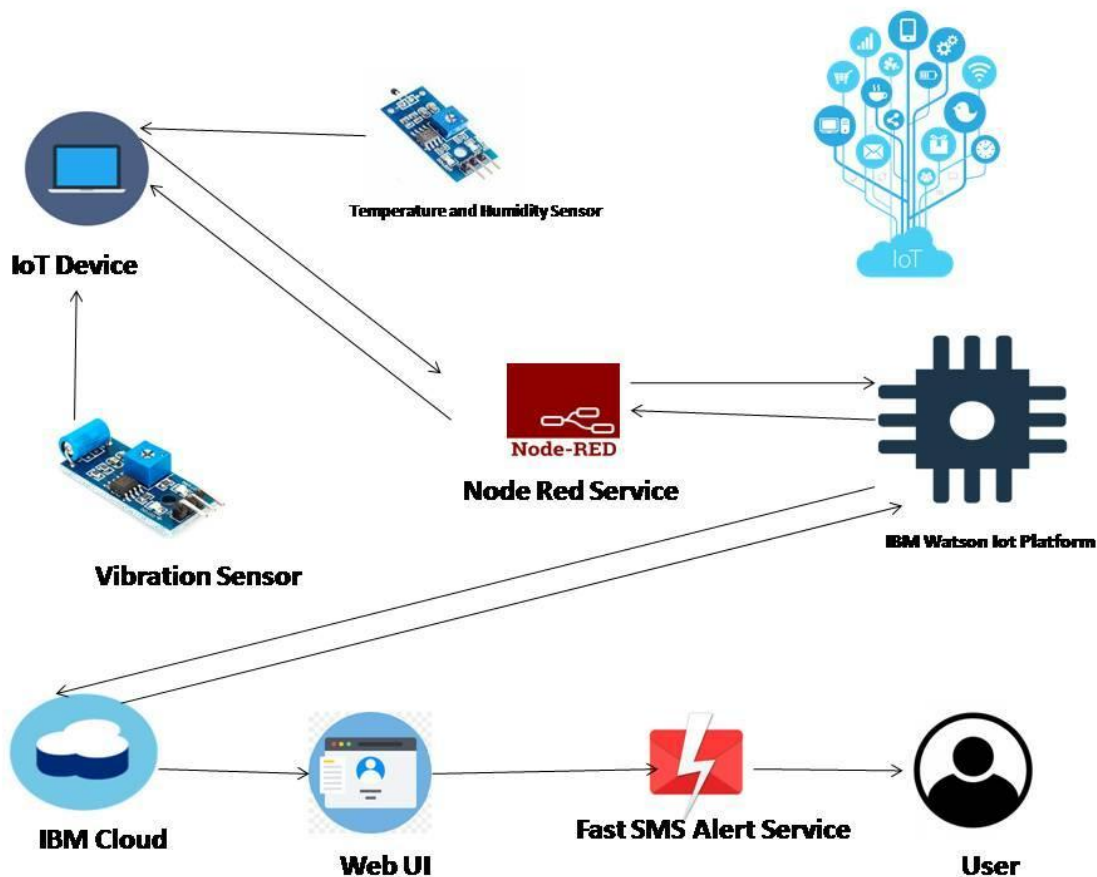 IoT
Temperature and Humidity Sensor
IoT Device
Node-RED
Node Red Service
IBM Watson Iot Platform
Vibration Sensor
IBM Cloud
Web UI
Fast SMS Alert Service
User